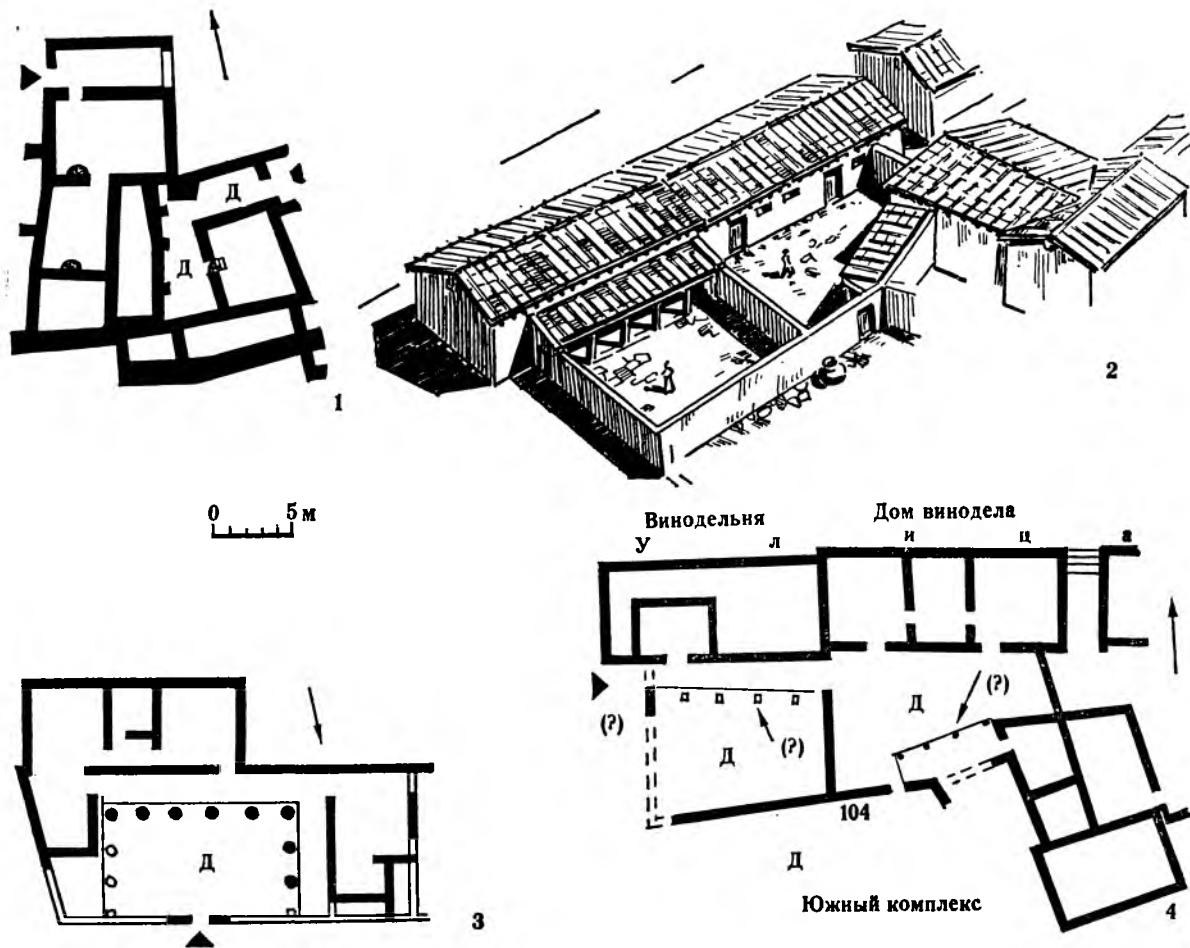 Д
Д
1
2
0 5 м
Винодельня Дом винодела
У л и ц а
(?)
(?)
Д
(?)
Д
104
Д
Южный комплекс
4
Д
3